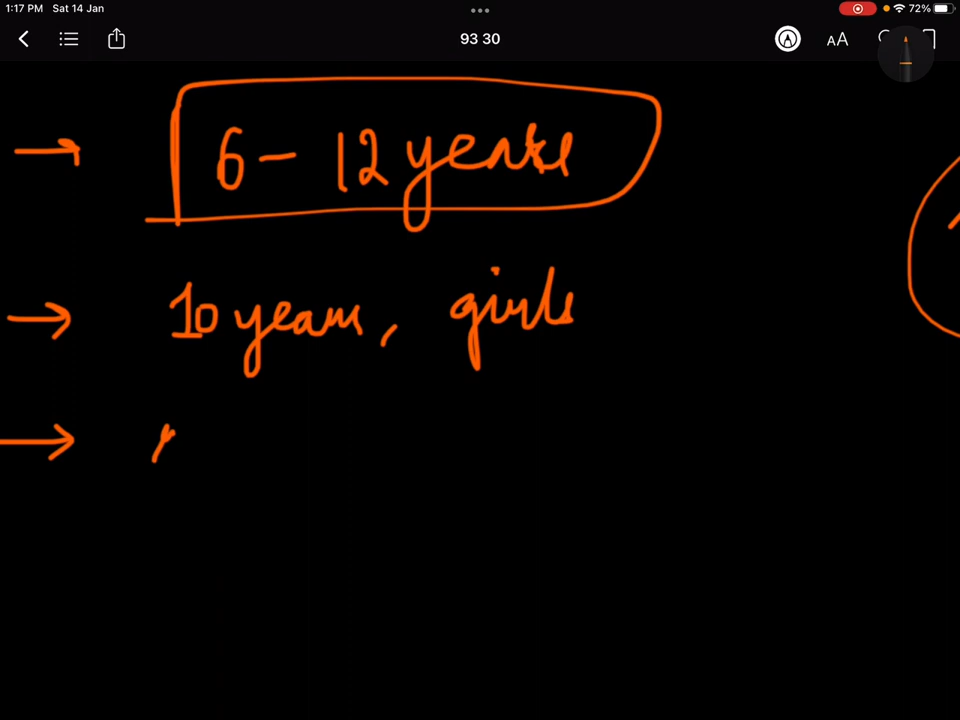 1:17 PM Sat 14 Jan 72%
93 30 AA
→ 6 - 12 years
→ 10 years, girls
→